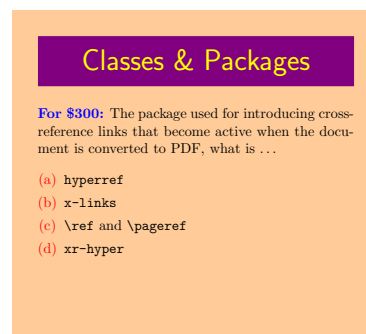 Classes & Packages
For $300: The package used for introducing cross-
reference links that become active when the docu-
ment is converted to PDF, what is ...
(a) hyperref
(b) x-links
(c) \ref and \pageref
(d) xr-hyper